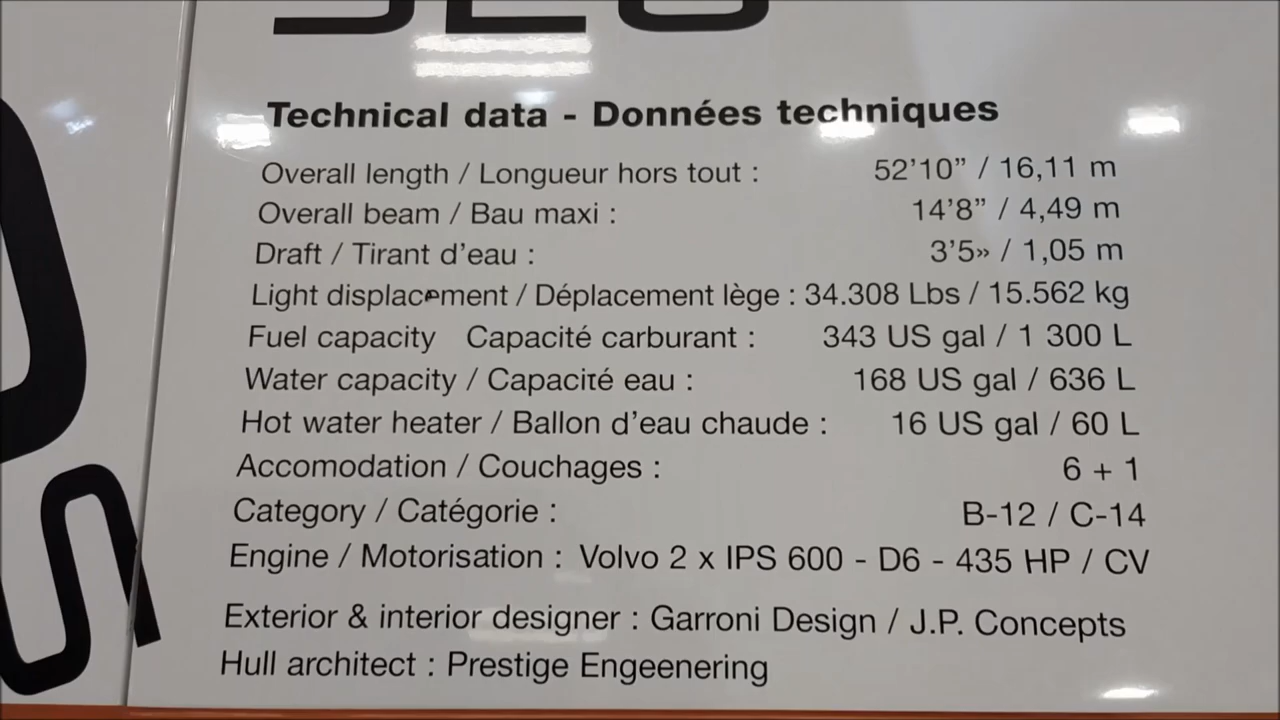 Technical data - Données techniques
Overall length / Longueur hors tout : 52'10” / 16,11 m
Overall beam / Bau maxi : 14'8” / 4,49 m
Draft / Tirant d'eau : 3'5» / 1,05 m
Light displacement / Déplacement lège : 34.308 Lbs / 15.562 kg
Fuel capacity Capacité carburant : 343 US gal / 1 300 L
Water capacity / Capacité eau : 168 US gal / 636 L
Hot water heater / Ballon d'eau chaude : 16 US gal / 60 L
Accomodation / Couchages : 6 + 1
Category / Catégorie : B-12 / C-14
Engine / Motorisation : Volvo 2 x IPS 600 - D6 - 435 HP / CV
Exterior & interior designer : Garroni Design / J.P. Concepts
Hull architect : Prestige Engeenering